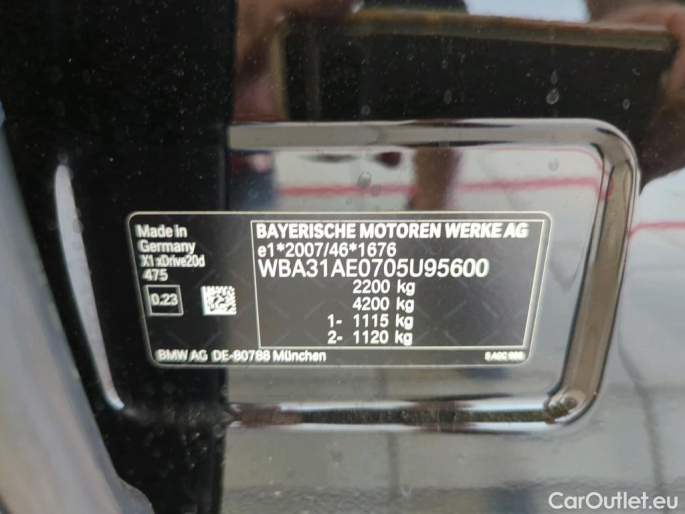 Made in
Germany
X1 xDrive20d
475
0.23
BMW AG DE-80788 München
BAYERISCHE MOTOREN WERKE AG
e1*2007/46*1676
WBA31AE0705U95600
2200 kg
4200 kg
1- 1115 kg
2- 1120 kg
CarOutlet.eu